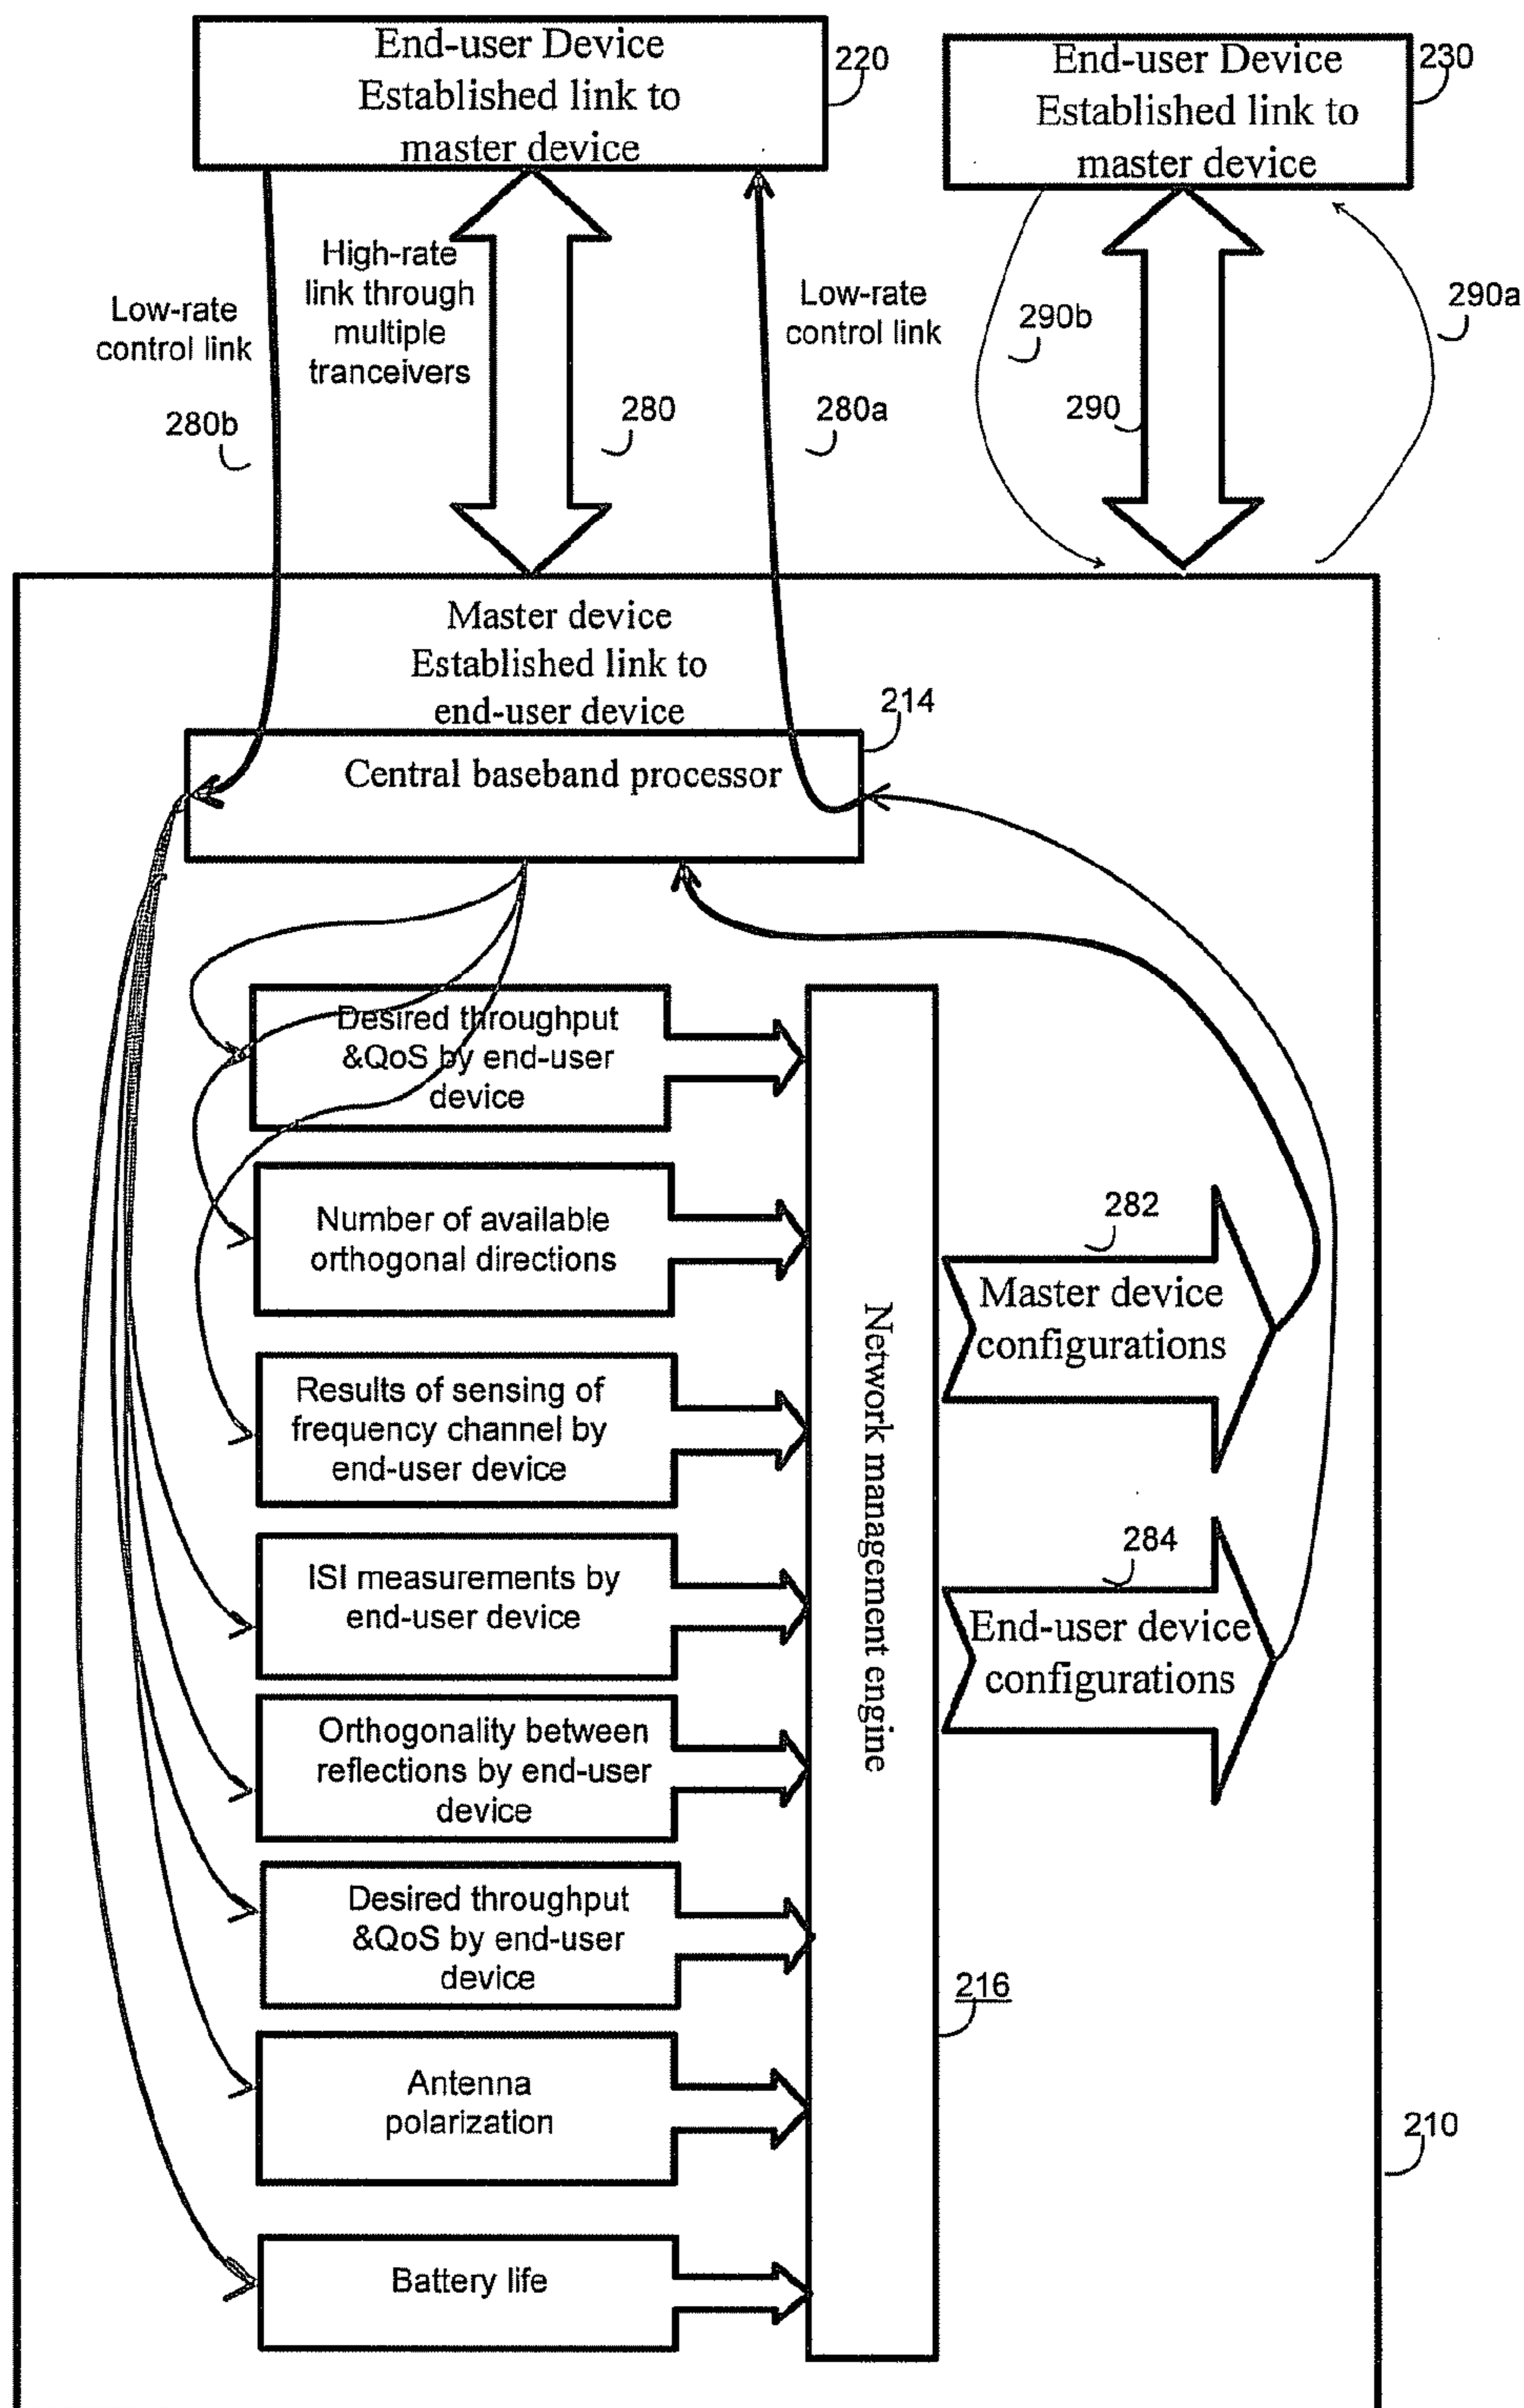 End-user Device
Established link to
master device
220
End-user Device
Established link to
master device
230
Low-rate
control link
280b
High-rate
link through
multiple
tranceivers
280
Low-rate
control link
280a
290b
290
290a
Master device
Established link to
end-user device
214
Central baseband processor
Desired throughput
&QoS by end-user
device
Number of available
orthogonal directions
Results of sensing of
frequency channel by
end-user device
ISI measurements by
end-user device
Orthogonality between
reflections by end-user
device
Desired throughput
&QoS by end-user
device
Antenna
polarization
Battery life
Network management engine
216
282
Master device
configurations
284
End-user device
configurations
210